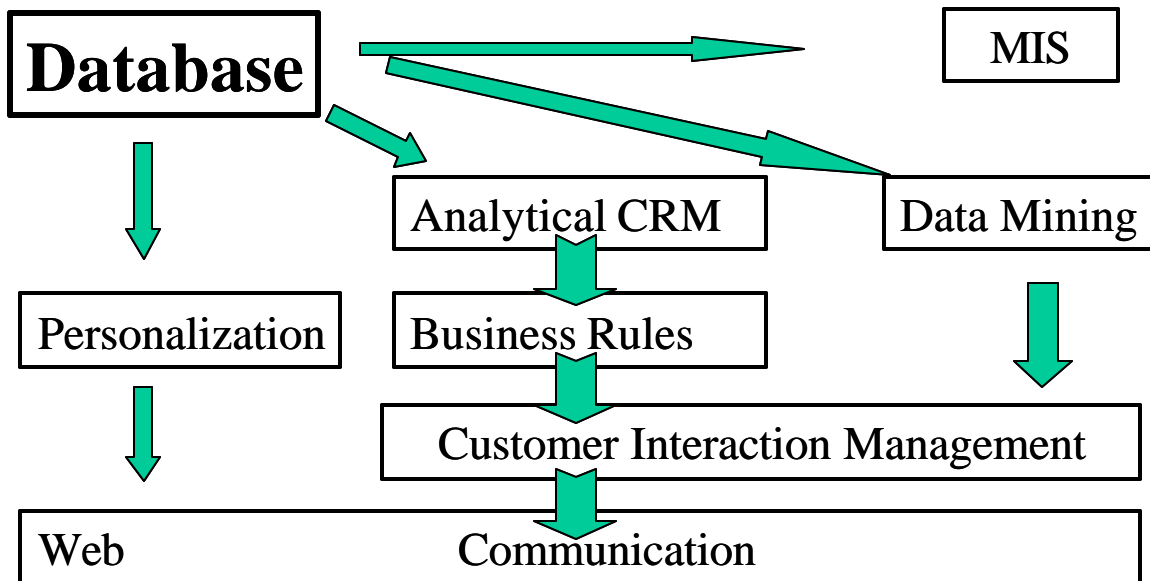 Database
MIS
Analytical CRM
Data Mining
Personalization
Business Rules
Customer Interaction Management
Web
Communication